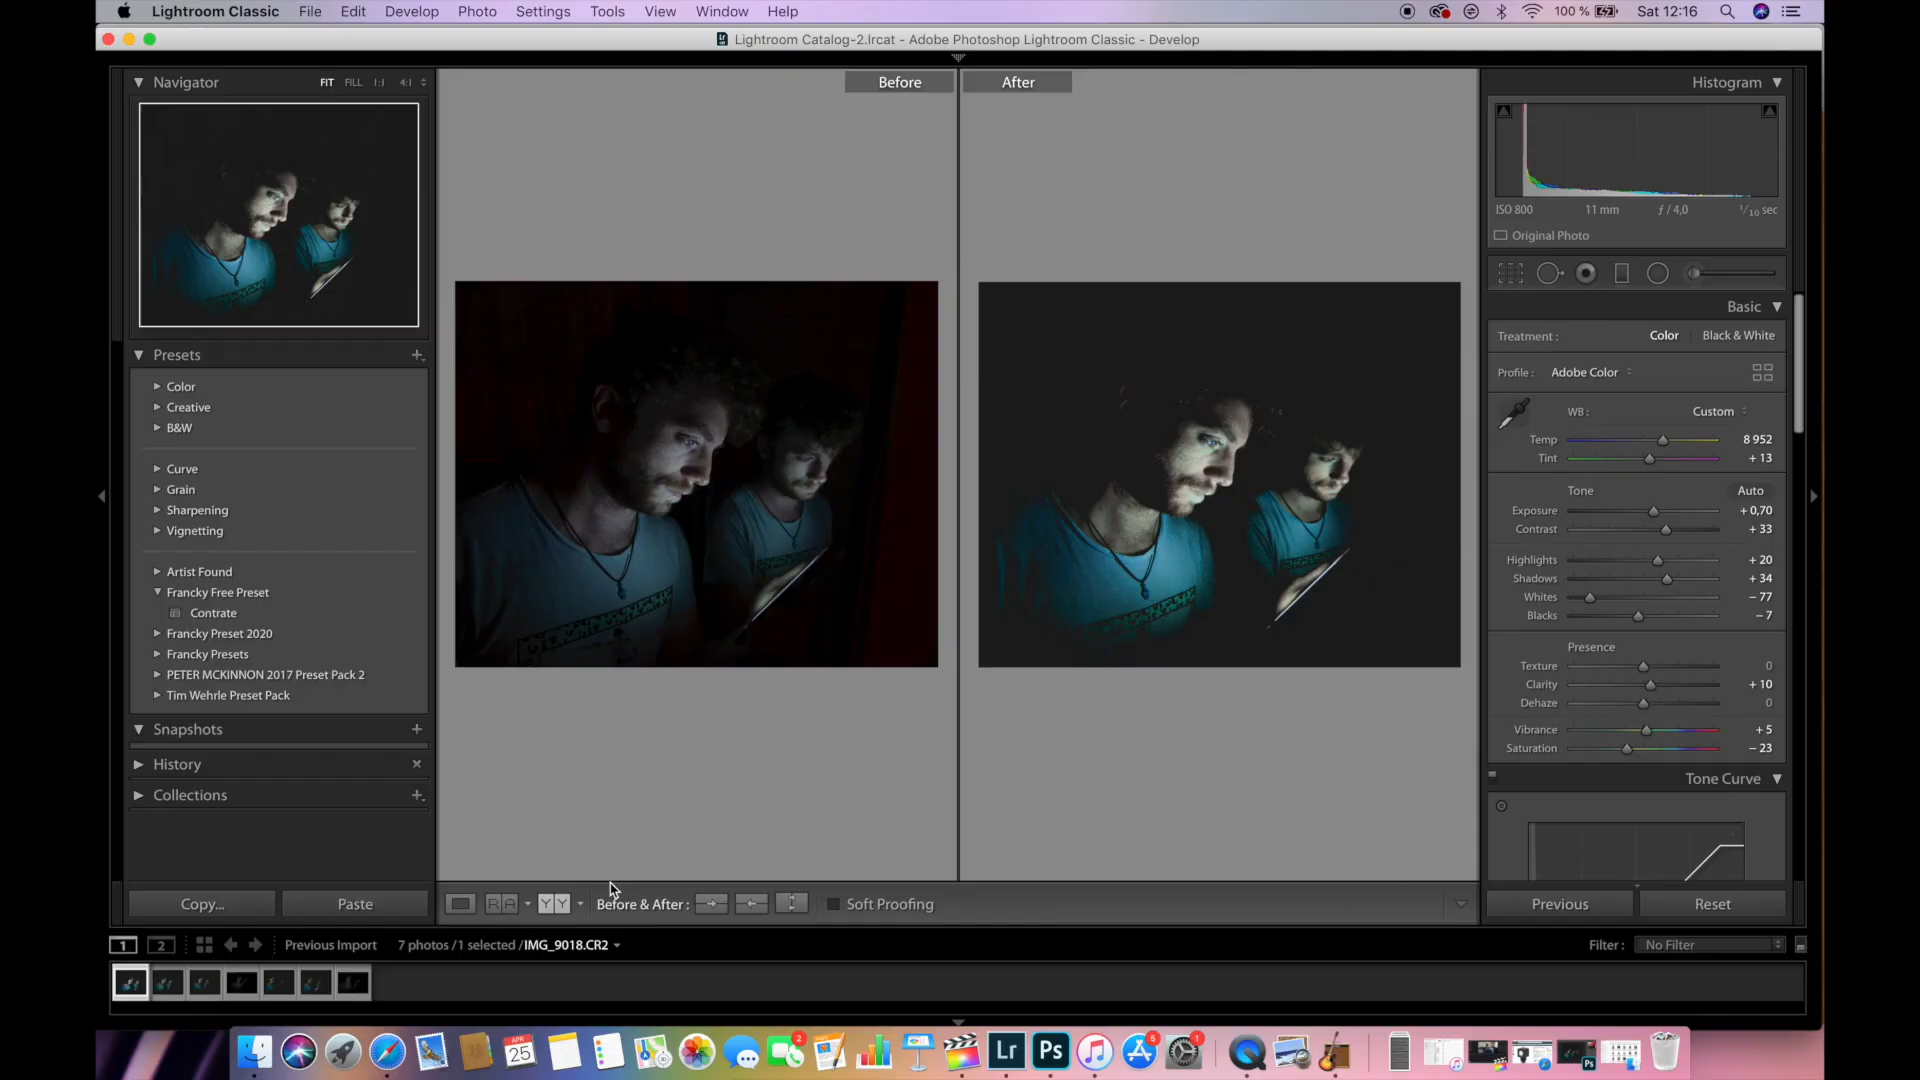 Lightroom Classic File Edit Develop Photo Settings Tools View Window Help 100 % Sat 12:16
Lightroom Catalog-2.lrcat - Adobe Photoshop Lightroom Classic - Develop
Navigator FIT FILL 1:1 4:1
Before After
Histogram
ISO 800 11 mm ƒ / 4,0 1/10 sec
Original Photo
Presets
Color
Creative
B&W
Curve
Grain
Sharpening
Vignetting
Artist Found
Francky Free Preset
Contrate
Francky Preset 2020
Francky Presets
PETER MCKINNON 2017 Preset Pack 2
Tim Wehrle Preset Pack
Snapshots
History
Collections
Copy... Paste
Basic
Treatment : Color Black & White
Profile : Adobe Color
WB : Custom
Temp 8 952
Tint + 13
Tone Auto
Exposure + 0,70
Contrast + 33
Highlights + 20
Shadows + 34
Whites – 77
Blacks – 7
Presence
Texture 0
Clarity + 10
Dehaze 0
Vibrance + 5
Saturation – 23
Tone Curve
Previous Reset
R A Y Y Before & After : Soft Proofing
1 2 Previous Import 7 photos / 1 selected / IMG_9018.CR2 Filter : No Filter
APR
25
2
Lr Ps
5
1